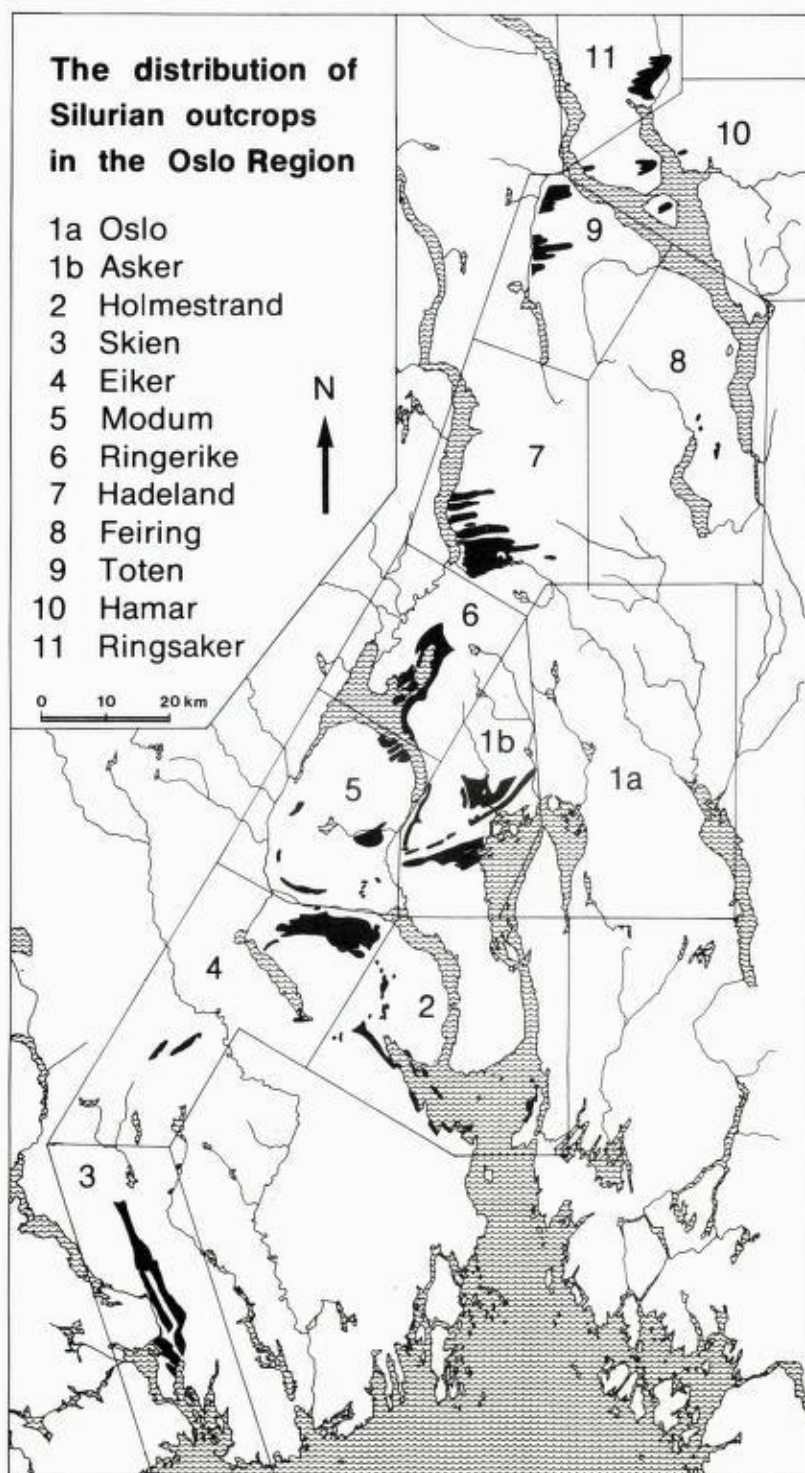 The distribution of
Silurian outcrops
in the Oslo Region
1a Oslo
1b Asker
2 Holmestrand
3 Skien
4 Eiker
5 Modum
6 Ringerike
7 Hadeland
8 Feiring
9 Toten
10 Hamar
11 Ringsaker
N
0 10 20 km
11
10
9
8
7
6
1b
1a
5
4
2
3